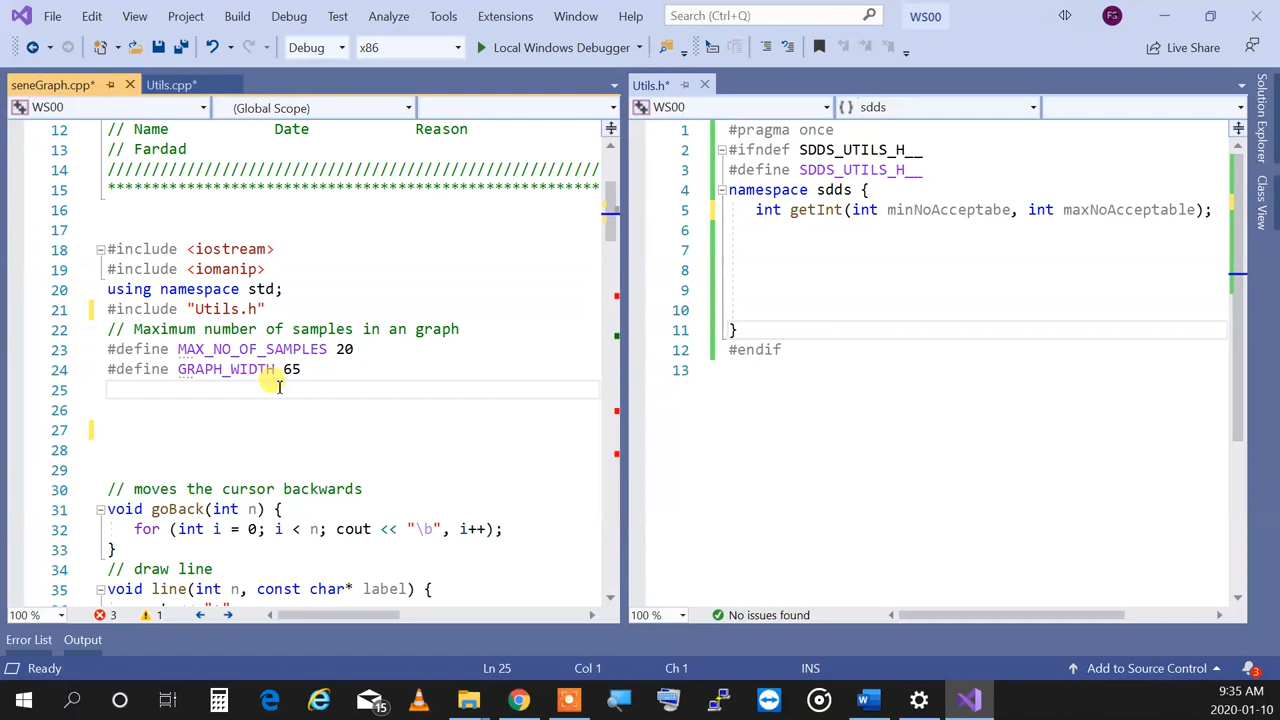 File Edit View Project Build Debug Test Analyze Tools Extensions Window Help Search (Ctrl+Q) WS00 FS
Debug x86 Local Windows Debugger Live Share
seneGraph.cpp* Utils.cpp*
WS00 (Global Scope)
12 // Name Date Reason
13 // Fardad
14 /////////////////////////////////////////////////////////
15 ********************************************************
16
17
18 #include <iostream>
19 #include <iomanip>
20 using namespace std;
21 #include "Utils.h"
22 // Maximum number of samples in an graph
23 #define MAX_NO_OF_SAMPLES 20
24 #define GRAPH_WIDTH 65
25
26
27
28
29
30 // moves the cursor backwards
31 void goBack(int n) {
32 for (int i = 0; i < n; cout << "\b", i++);
33 }
34 // draw line
35 void line(int n, const char* label) {
100 % 3 1
Utils.h*
WS00 sdds
1 #pragma once
2 #ifndef SDDS_UTILS_H__
3 #define SDDS_UTILS_H__
4 namespace sdds {
5 int getInt(int minNoAcceptabe, int maxNoAcceptable);
6
7
8
9
10
11 }
12 #endif
13
100 % No issues found
Solution Explorer
Class View
Error List Output
Ready Ln 25 Col 1 Ch 1 INS Add to Source Control 3
15
9:35 AM
2020-01-10